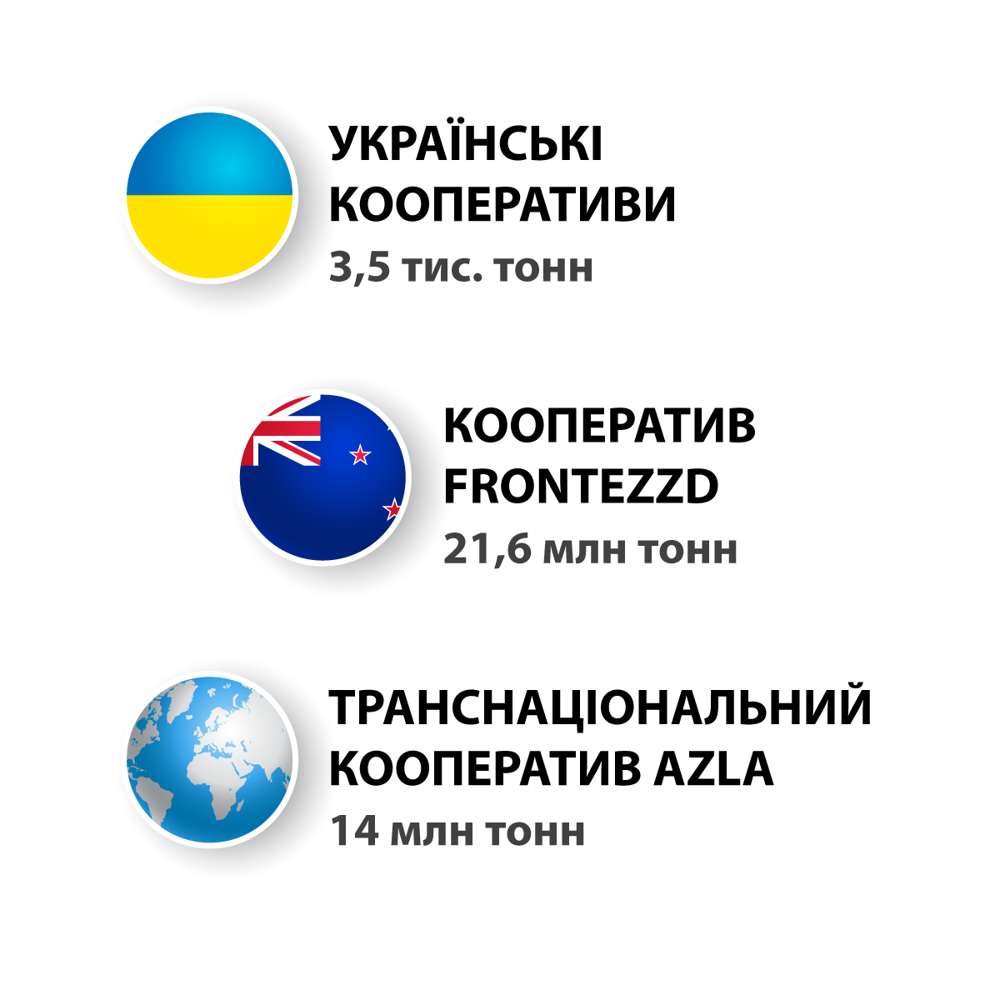 УКРАЇНСЬКІ
КООПЕРАТИВИ
3,5 тис. тонн
КООПЕРАТИВ
FRONTEZZD
21,6 млн тонн
ТРАНСНАЦІОНАЛЬНИЙ
КООПЕРАТИВ AZLA
14 млн тонн